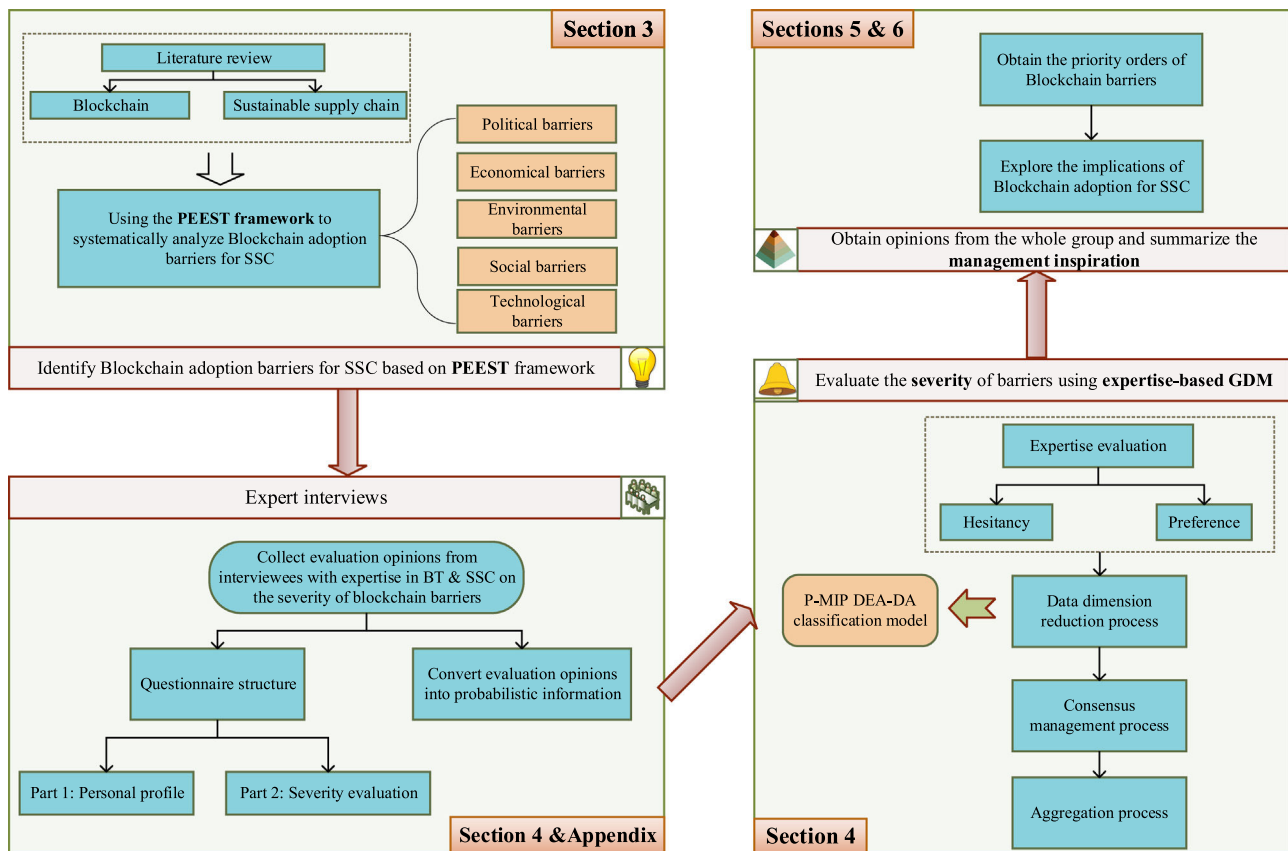 Section 3
Literature review
Blockchain
Sustainable supply chain
Using the PEEST framework to
systematically analyze Blockchain adoption
barriers for SSC
Political barriers
Economical barriers
Environmental
barriers
Social barriers
Technological
barriers
Identify Blockchain adoption barriers for SSC based on PEEST framework
Expert interviews
Collect evaluation opinions from
interviewees with expertise in BT & SSC on
the severity of blockchain barriers
Questionnaire structure
Convert evaluation opinions
into probabilistic information
Part 1: Personal profile
Part 2: Severity evaluation
Section 4 &Appendix
Sections 5 & 6
Obtain the priority orders of
Blockchain barriers
Explore the implications of
Blockchain adoption for SSC
Obtain opinions from the whole group and summarize the
management inspiration
Evaluate the severity of barriers using expertise-based GDM
Expertise evaluation
Hesitancy
Preference
P-MIP DEA-DA
classification model
Data dimension
reduction process
Consensus
management process
Aggregation process
Section 4